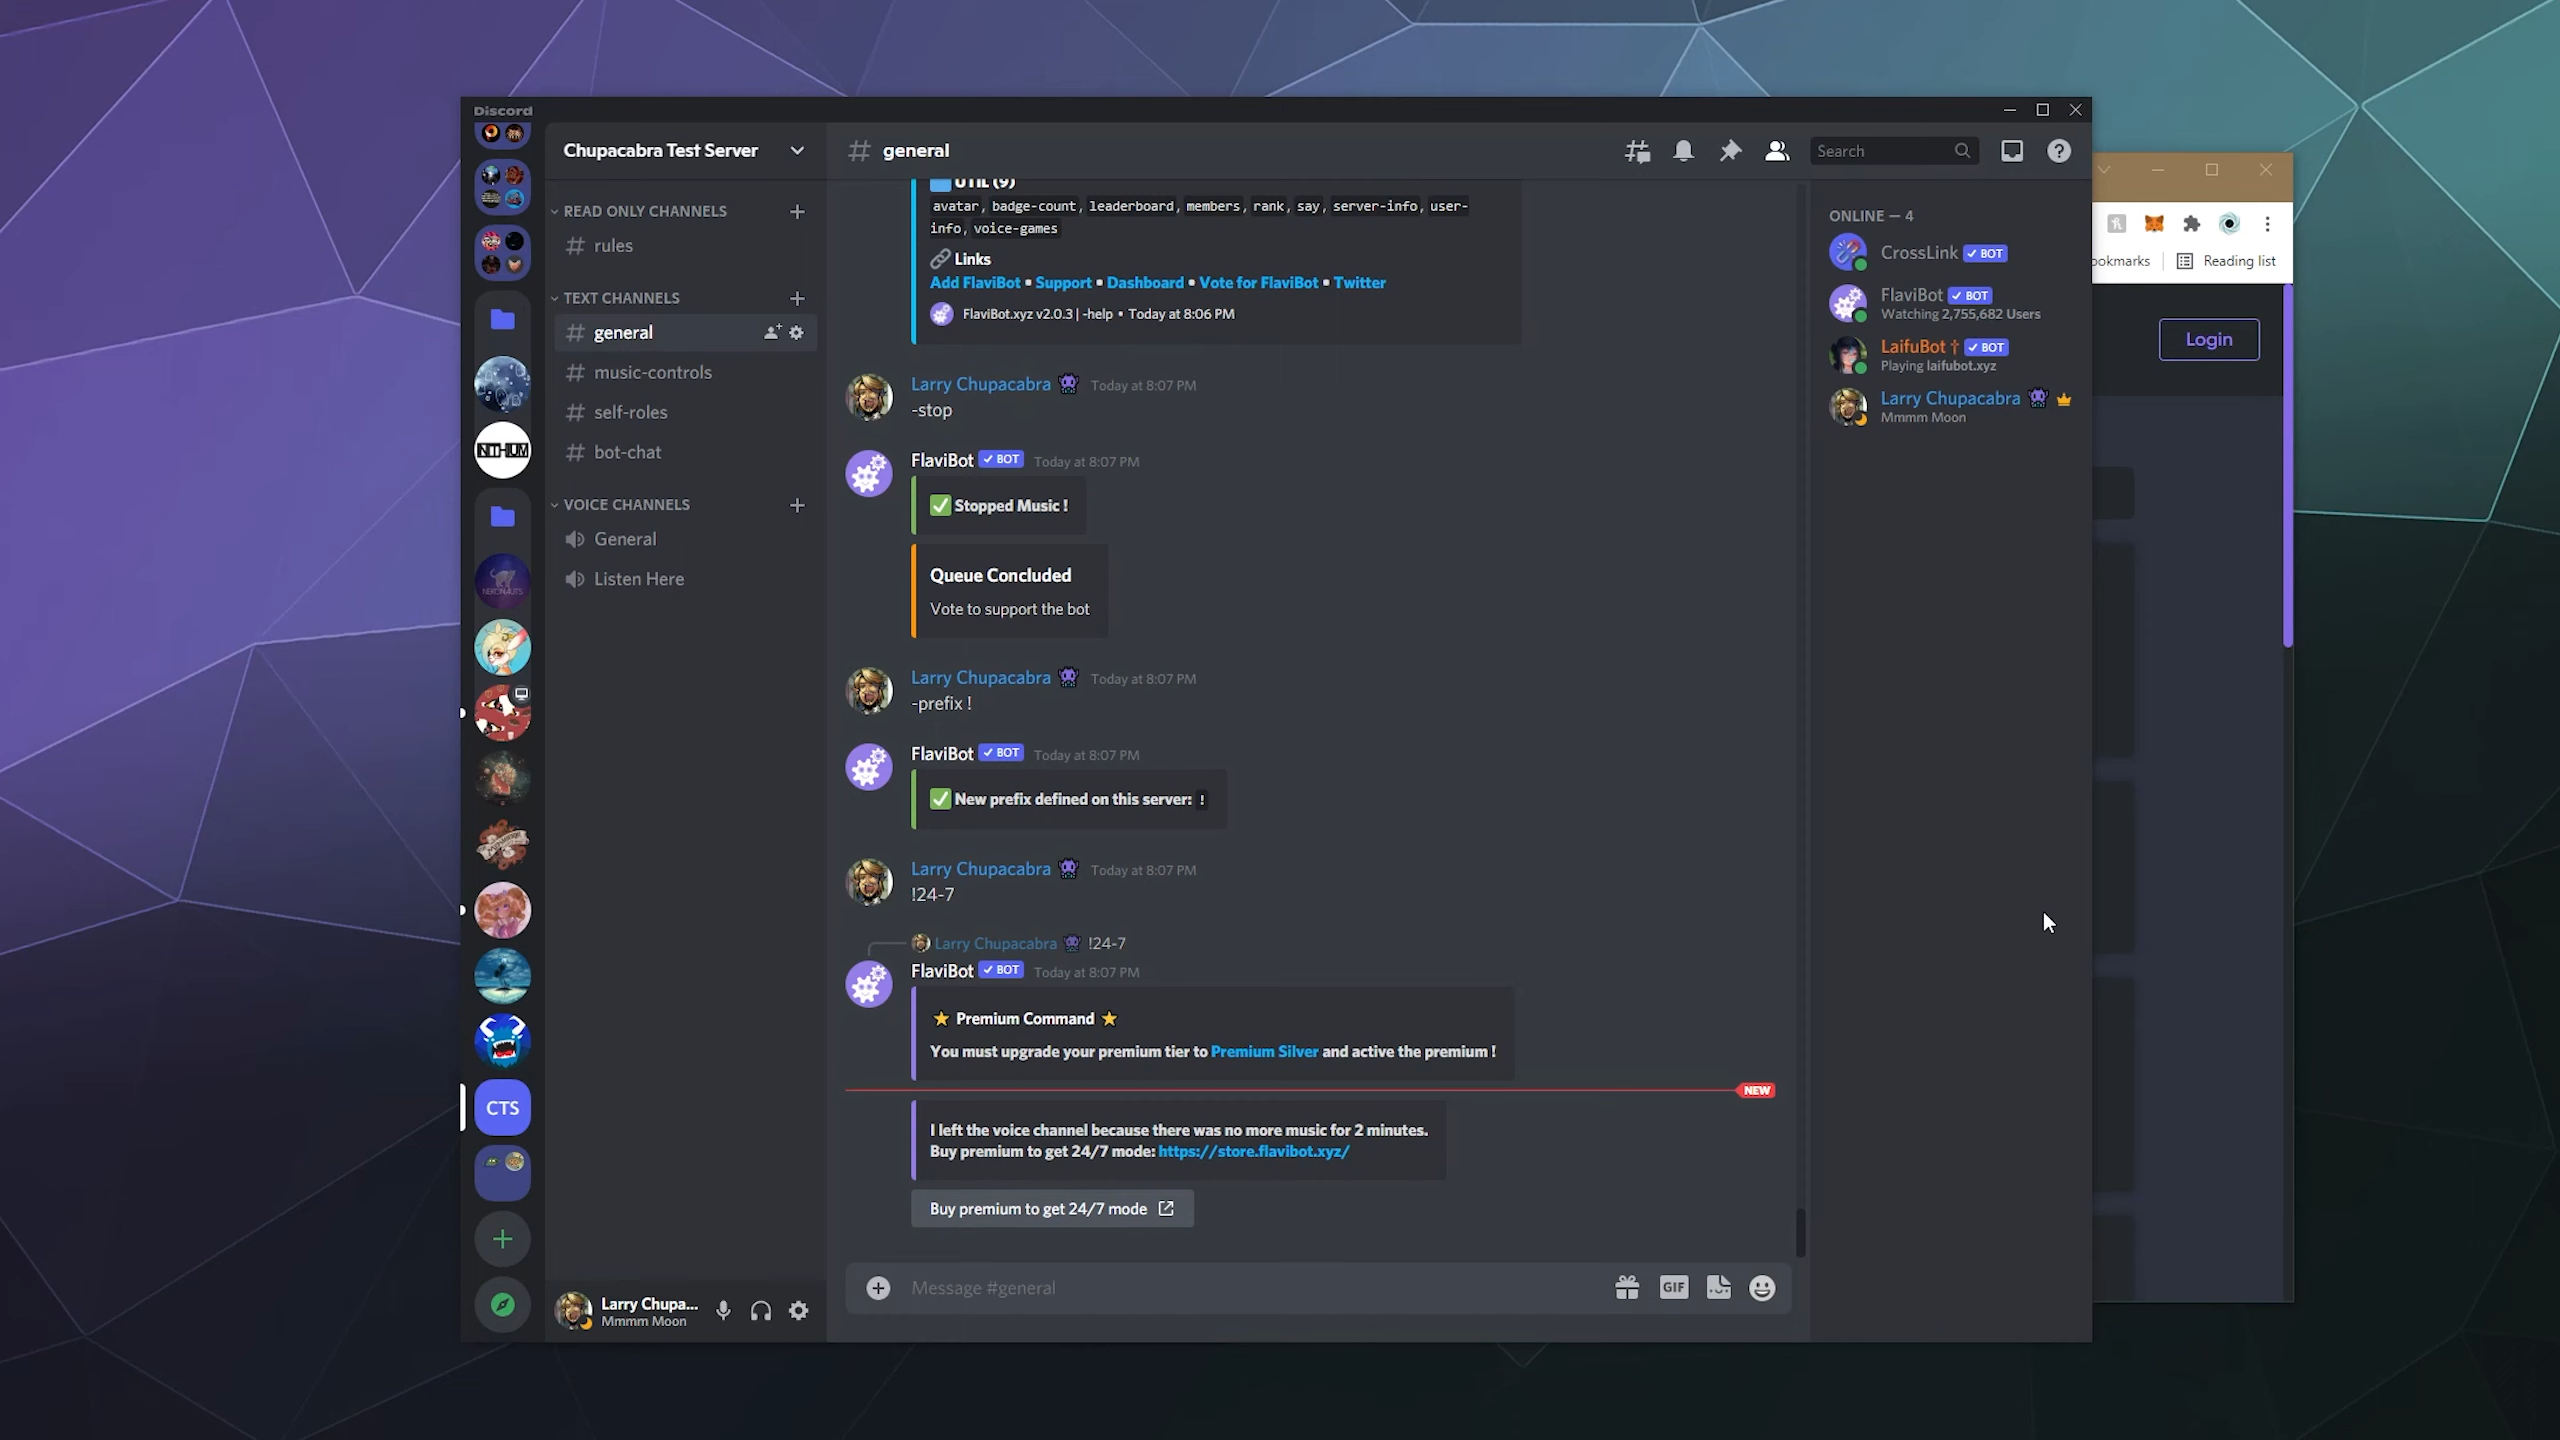 Discord
Chupacabra Test Server
READ ONLY CHANNELS
rules
TEXT CHANNELS
general
music-controls
self-roles
bot-chat
VOICE CHANNELS
General
Listen Here
NEKONAUTS
CTS
Larry Chupa...
Mmmm Moon
general
Search
UTIL (9)
avatar, badge-count, leaderboard, members, rank, say, server-info, user-
info, voice-games
Links
Add FlaviBot • Support • Dashboard • Vote for FlaviBot • Twitter
FlaviBot.xyz v2.0.3 | -help • Today at 8:06 PM
Larry Chupacabra Today at 8:07 PM
-stop
FlaviBot BOT Today at 8:07 PM
Stopped Music !
Queue Concluded
Vote to support the bot
Larry Chupacabra Today at 8:07 PM
-prefix !
FlaviBot BOT Today at 8:07 PM
New prefix defined on this server: !
Larry Chupacabra Today at 8:07 PM
!24-7
Larry Chupacabra !24-7
FlaviBot BOT Today at 8:07 PM
Premium Command
You must upgrade your premium tier to Premium Silver and active the premium !
NEW
I left the voice channel because there was no more music for 2 minutes.
Buy premium to get 24/7 mode: https://store.flavibot.xyz/
Buy premium to get 24/7 mode
Message #general
GIF
ONLINE — 4
CrossLink BOT
FlaviBot BOT
Watching 2,755,682 Users
LaifuBot † BOT
Playing laifubot.xyz
Larry Chupacabra
Mmmm Moon
ookmarks
Reading list
Login